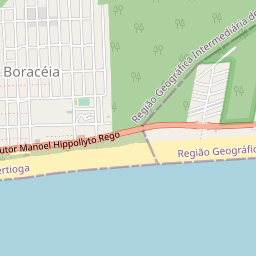 Boracéia
Região Geográfica Intermediária de
utor Manoel Hippollyto Rego
Região Geográfic
ertioga